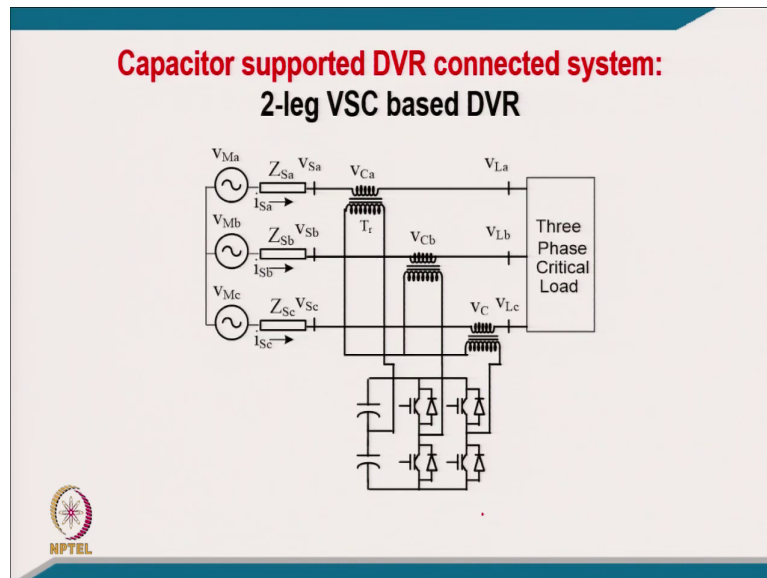 Capacitor supported DVR connected system:
2-leg VSC based DVR
vMa ZSa vSa vCa vLa
iSa
Tr
vMb ZSb vSb vCb vLb
iSb
vMc ZSc vSc vC vLc
iSc
Three
Phase
Critical
Load
NPTEL